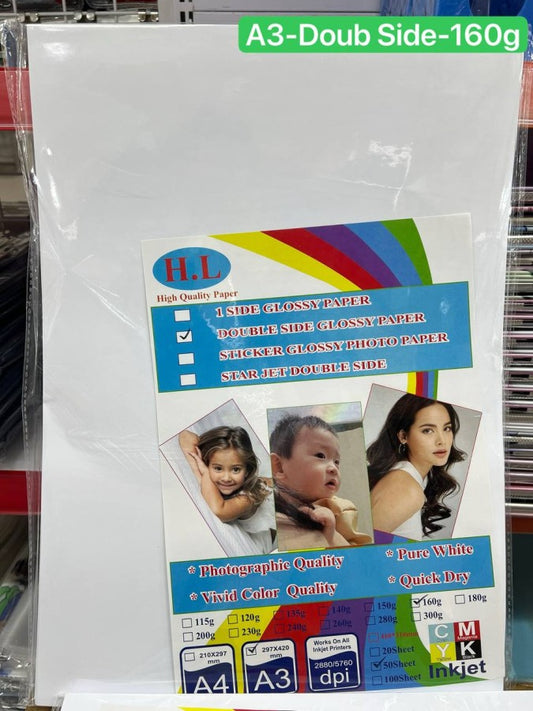 A3-Doub Side-160g
H.L
High Quality Paper
1 SIDE GLOSSY PAPER
DOUBLE SIDE GLOSSY PAPER
STICKER GLOSSY PHOTO PAPER
STAR JET DOUBLE SIDE
* Photographic Quality
* Pure White
* Vivid Color Quality
* Quick Dry
115g 120g 135g 140g 150g 160g 180g
200g 230g 240g 260g 280g 300g
210X297 mm
A4
297X420 mm
A3
Works On All Inkjet Printers
2880/5760
dpi
20Sheet
50Sheet
100Sheet
C M
Y K
Inkjet